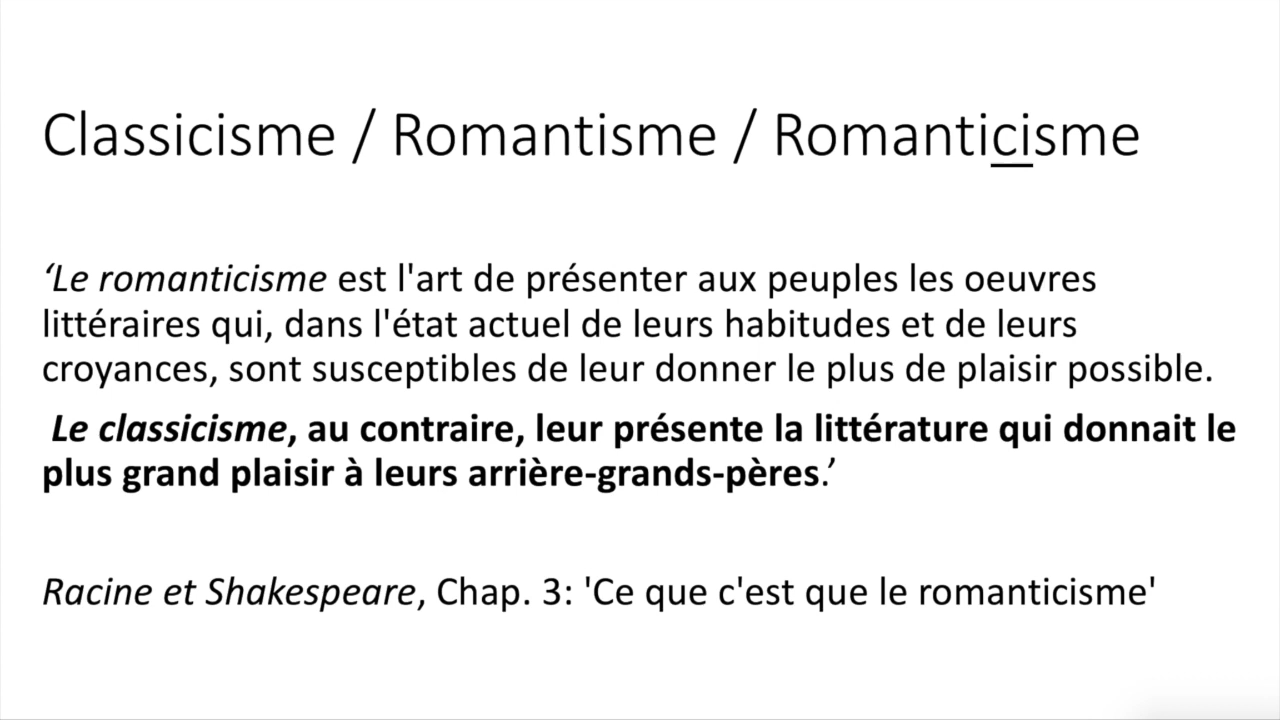 Classicisme / Romantisme / Romanticisme
‘Le romanticisme est l'art de présenter aux peuples les oeuvres
littéraires qui, dans l'état actuel de leurs habitudes et de leurs
croyances, sont susceptibles de leur donner le plus de plaisir possible.
Le classicisme, au contraire, leur présente la littérature qui donnait le
plus grand plaisir à leurs arrière-grands-pères.’
Racine et Shakespeare, Chap. 3: 'Ce que c'est que le romanticisme'